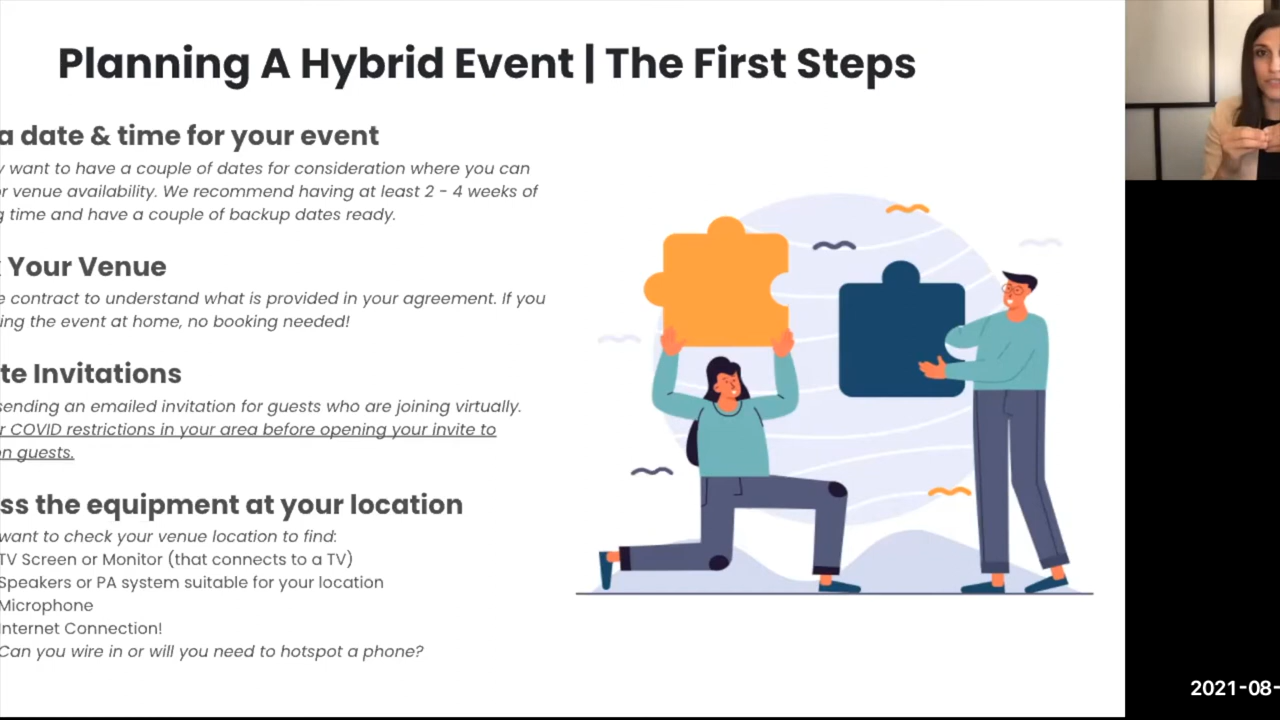 Planning A Hybrid Event | The First Steps
a date & time for your event
want to have a couple of dates for consideration where you can
venue availability. We recommend having at least 2 - 4 weeks of
time and have a couple of backup dates ready.
Your Venue
contract to understand what is provided in your agreement. If you
ing the event at home, no booking needed!
te Invitations
sending an emailed invitation for guests who are joining virtually.
r COVID restrictions in your area before opening your invite to
n guests.
ss the equipment at your location
want to check your venue location to find:
TV Screen or Monitor (that connects to a TV)
Speakers or PA system suitable for your location
Microphone
Internet Connection!
Can you wire in or will you need to hotspot a phone?
2021-08-